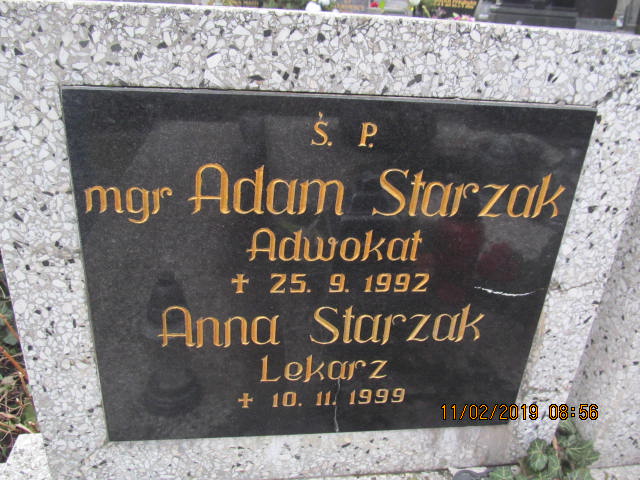 Ś. P.
mgr Adam Starzak
Adwokat
+ 25. 9. 1992
Anna Starzak
Lekarz
+ 10. 11. 1999
11/02/2019 08:56